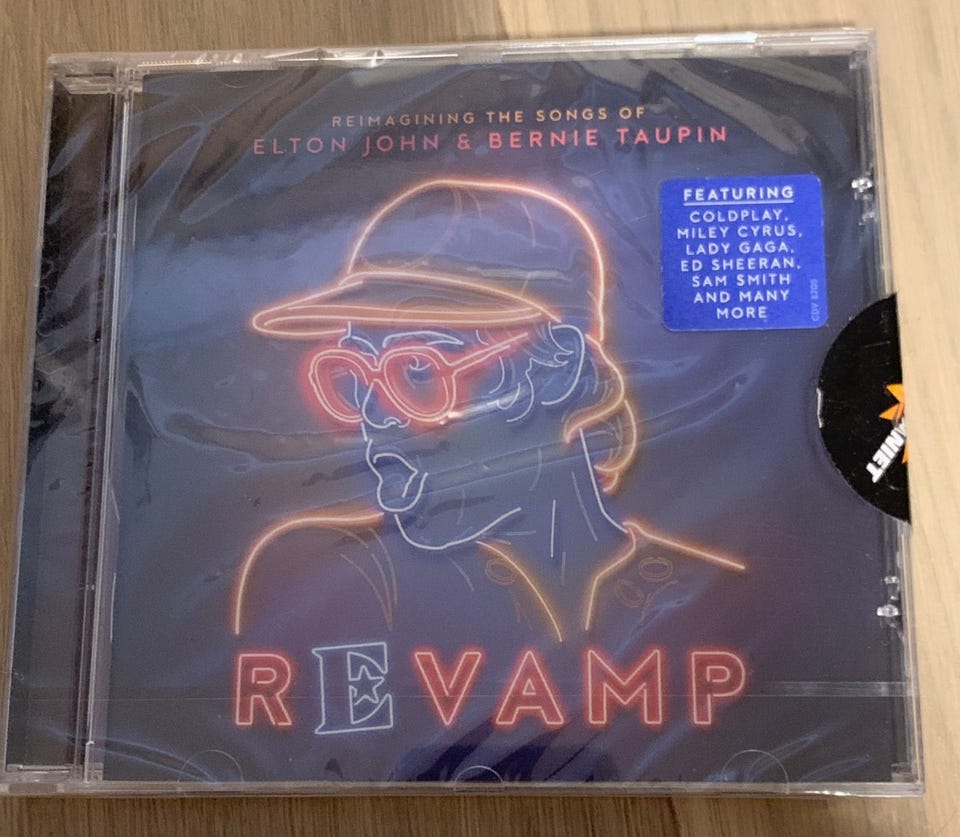 REIMAGINING THE SONGS OF
ELTON JOHN & BERNIE TAUPIN
FEATURING
COLDPLAY,
MILEY CYRUS,
LADY GAGA,
ED SHEERAN,
SAM SMITH
AND MANY
MORE
REVAMP